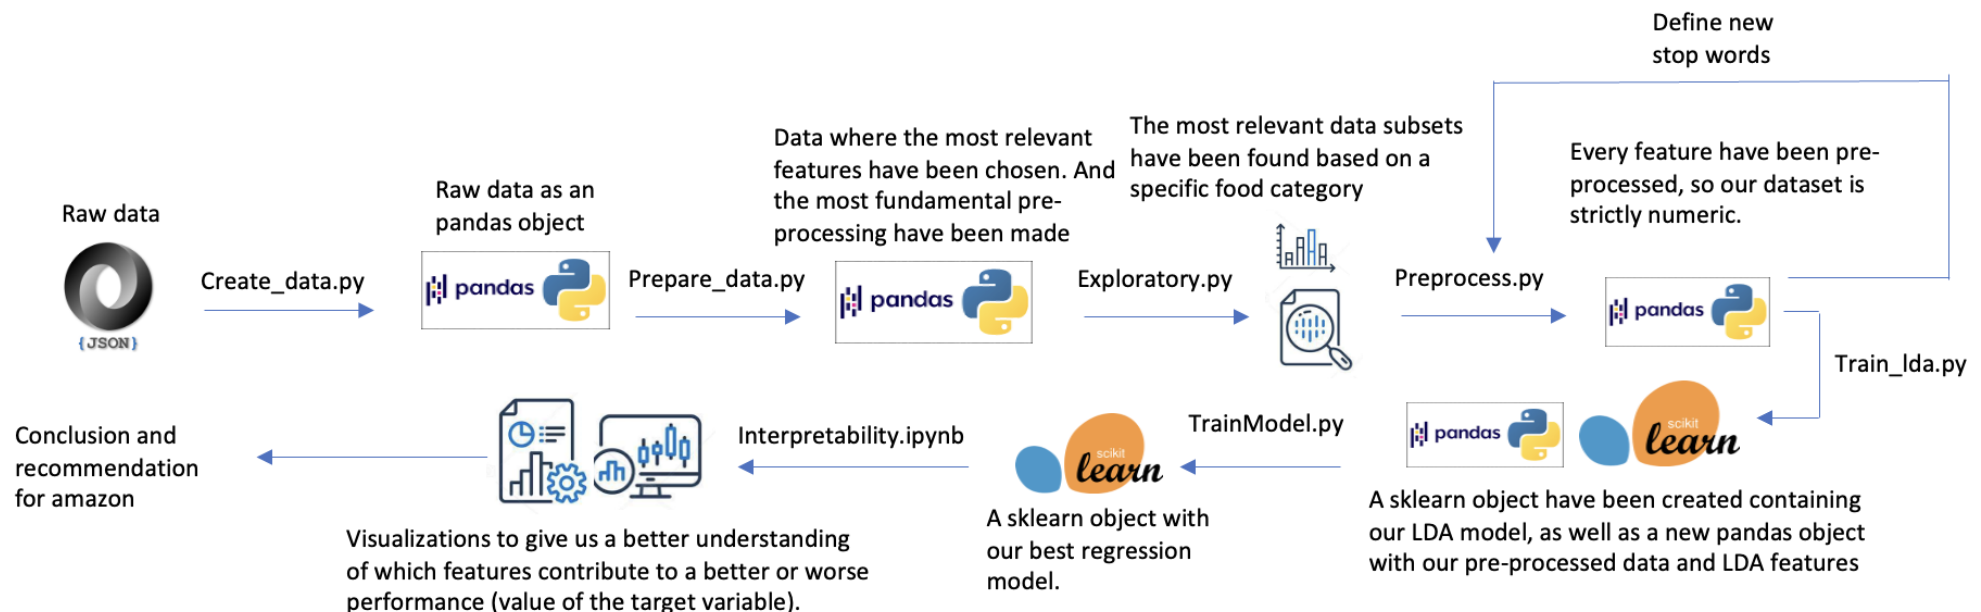 Define new
stop words
Data where the most relevant
features have been chosen. And
the most fundamental pre-
processing have been made
The most relevant data subsets
have been found based on a
specific food category
Every feature have been pre-
processed, so our dataset is
strictly numeric.
Raw data
Raw data as an
pandas object
{JSON}
Create_data.py
pandas
Prepare_data.py
pandas
Exploratory.py
Preprocess.py
pandas
Train_lda.py
Conclusion and
recommendation
for amazon
Interpretability.ipynb
scikit
learn
TrainModel.py
pandas
scikit
learn
Visualizations to give us a better understanding
of which features contribute to a better or worse
performance (value of the target variable).
A sklearn object with
our best regression
model.
A sklearn object have been created containing
our LDA model, as well as a new pandas object
with our pre-processed data and LDA features